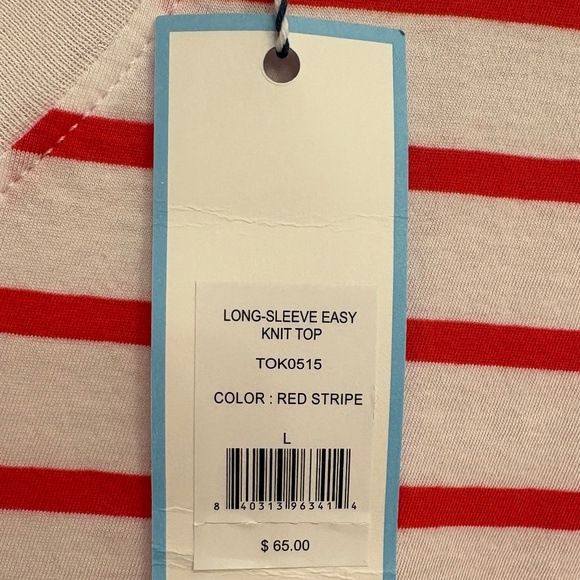 LONG-SLEEVE EASY
KNIT TOP
TOK0515
COLOR : RED STRIPE
L
8 40313 96341 4
$ 65.00